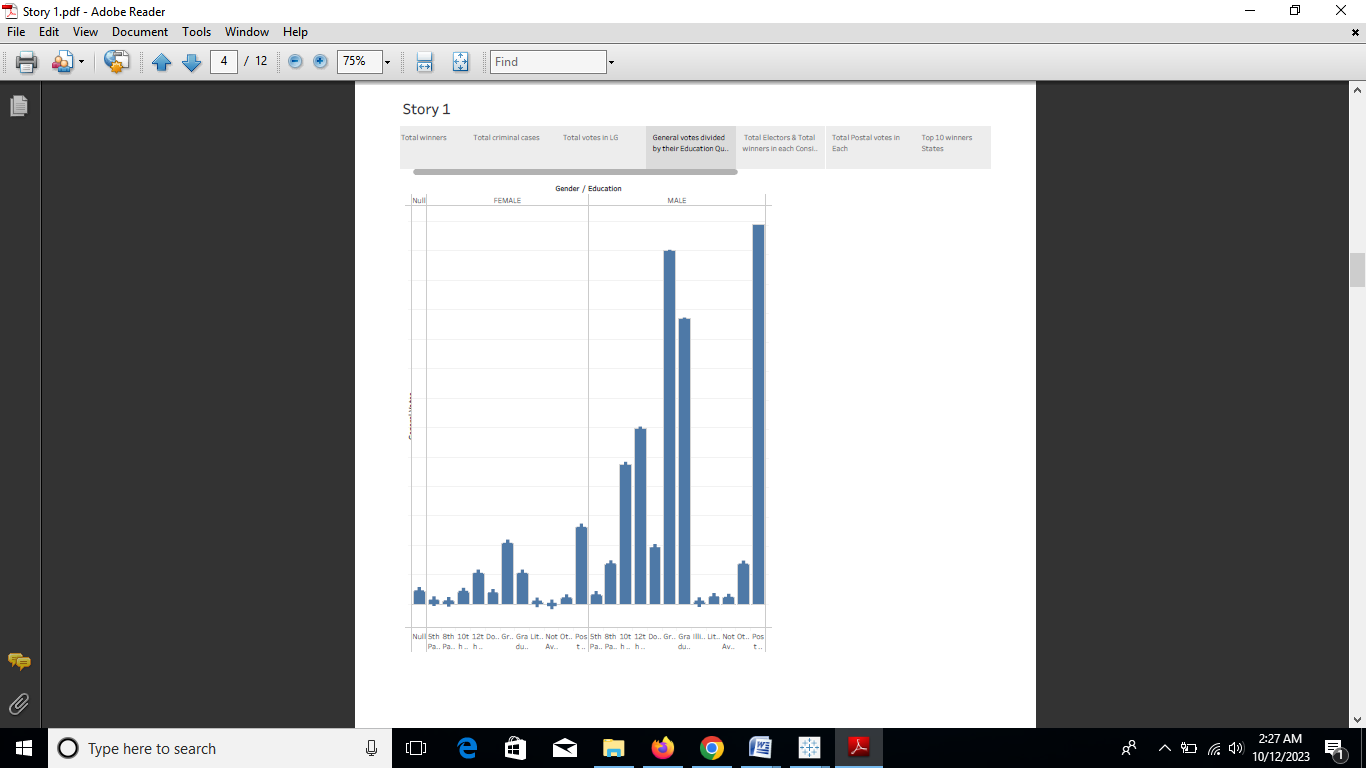 Story 1.pdf - Adobe Reader
File Edit View Document Tools Window Help
4 / 12 75% Find
Story 1
Total winners
Total criminal cases
Total votes in LG
General votes divided
by their Education Qu..
Total Electors & Total
winners in each Consi..
Total Postal votes in
Each
Top 10 winners
States
Gender / Education
Null FEMALE MALE
Null 5th 8th 10t 12t Do.. Gr.. Gra Lit.. Not Ot.. Pos 5th 8th 10t 12t Do.. Gr.. Gra Illi.. Lit.. Not Ot.. Pos
Pa.. Pa.. h .. h .. du.. Av.. t .. Pa.. Pa.. h .. h .. du.. Av.. t ..
Type here to search
2:27 AM
10/12/2023
1